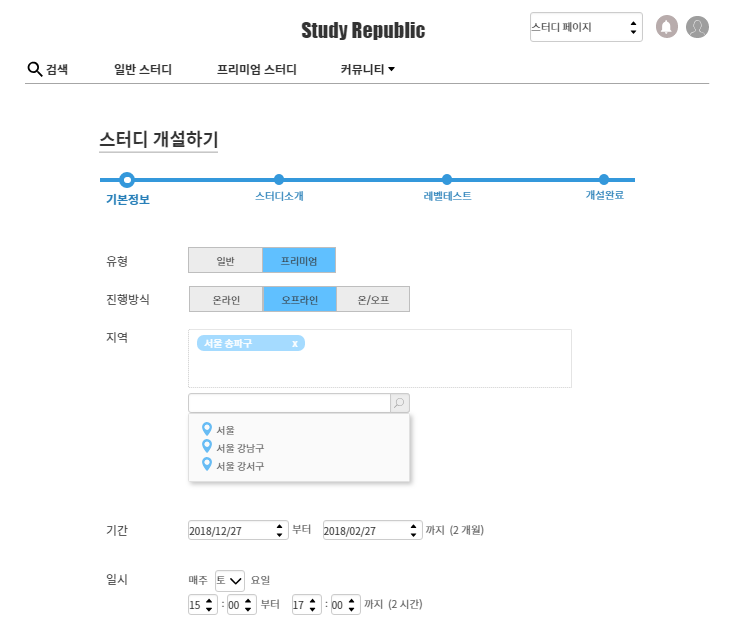 Study Republic
스터디 페이지
검색 일반 스터디 프리미엄 스터디 커뮤니티
스터디 개설하기
기본정보 스터디소개 레벨테스트 개설완료
유형 일반 프리미엄
진행방식 온라인 오프라인 온/오프
지역
서울 송파구 x
서울
서울 강남구
서울 강서구
기간 2018/12/27 부터 2018/02/27 까지 (2 개월)
일시 매주 토 요일
15 : 00 부터 17 : 00 까지 (2 시간)